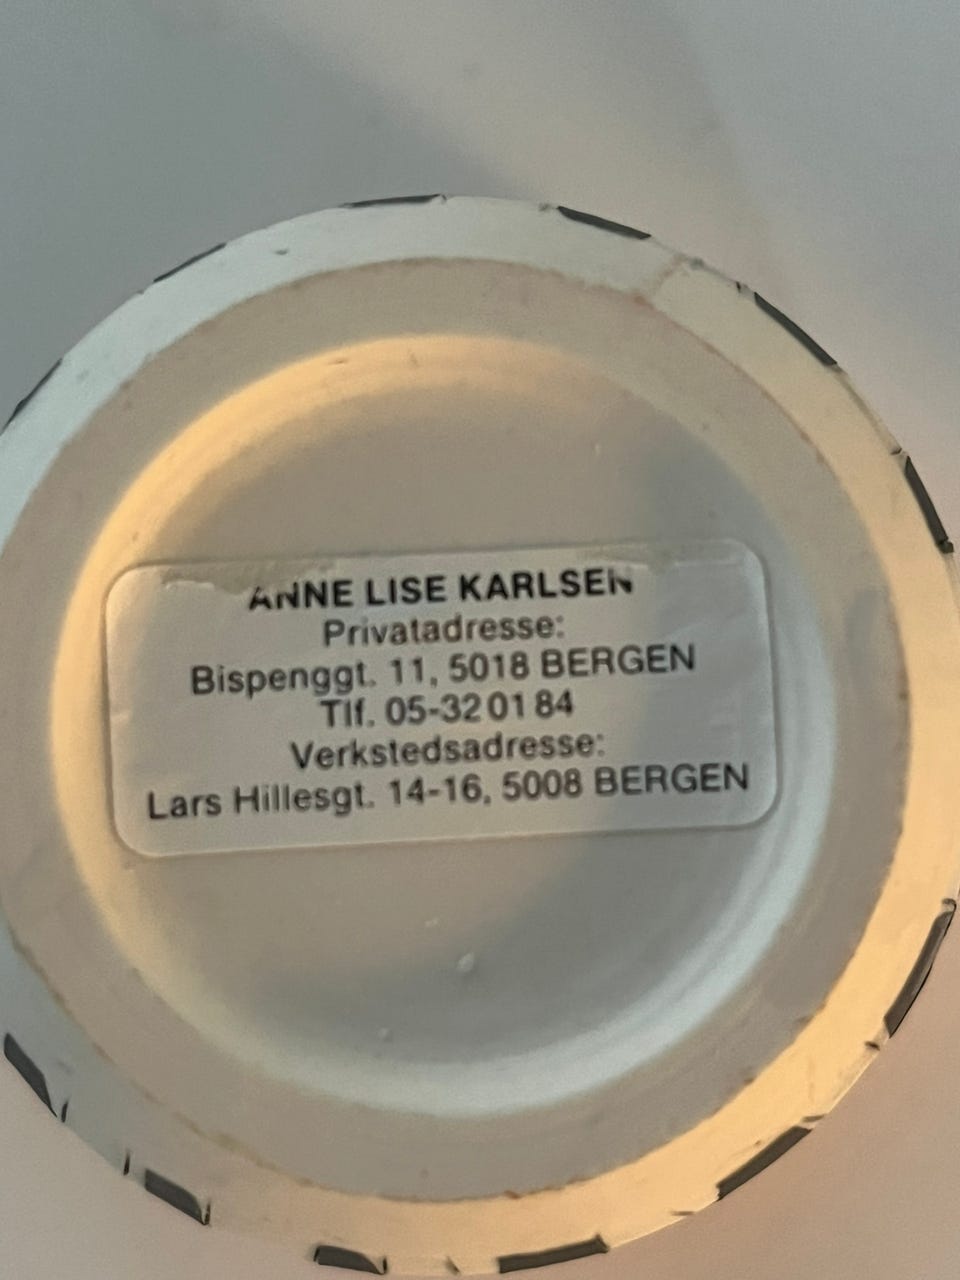 ANNE LISE KARLSEN
Privatadresse:
Bispenggt. 11, 5018 BERGEN
Tlf. 05-32 01 84
Verkstedsadresse:
Lars Hillesgt. 14-16, 5008 BERGEN